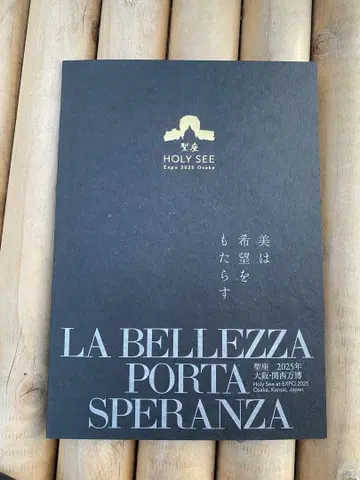 聖座
HOLY SEE
Expo 2025 Osaka
美は
希望を
もたらす
LA BELLEZZA
PORTA
SPERANZA
聖座 2025年
大阪・関西万博
Holy See at EXPO 2025
Osaka, Kansai, Japan